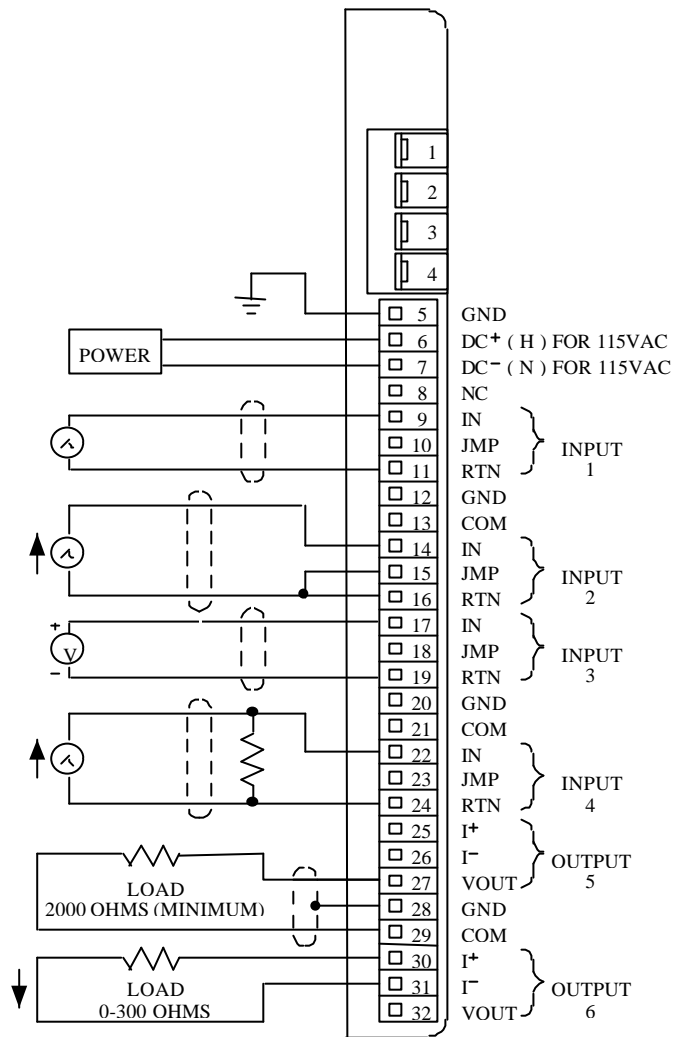 1
2
3
4
5 GND
6 DC+ ( H ) FOR 115VAC
POWER
7 DC− ( N ) FOR 115VAC
8 NC
9 IN
10 JMP INPUT 1
11 RTN
12 GND
13 COM
14 IN
15 JMP INPUT 2
16 RTN
+ 17 IN
V
18 JMP INPUT 3
− 19 RTN
20 GND
21 COM
22 IN
23 JMP INPUT 4
24 RTN
25 I+
26 I− OUTPUT 5
27 VOUT
LOAD
2000 OHMS (MINIMUM)
28 GND
29 COM
30 I+
LOAD
0-300 OHMS
31 I− OUTPUT 6
32 VOUT